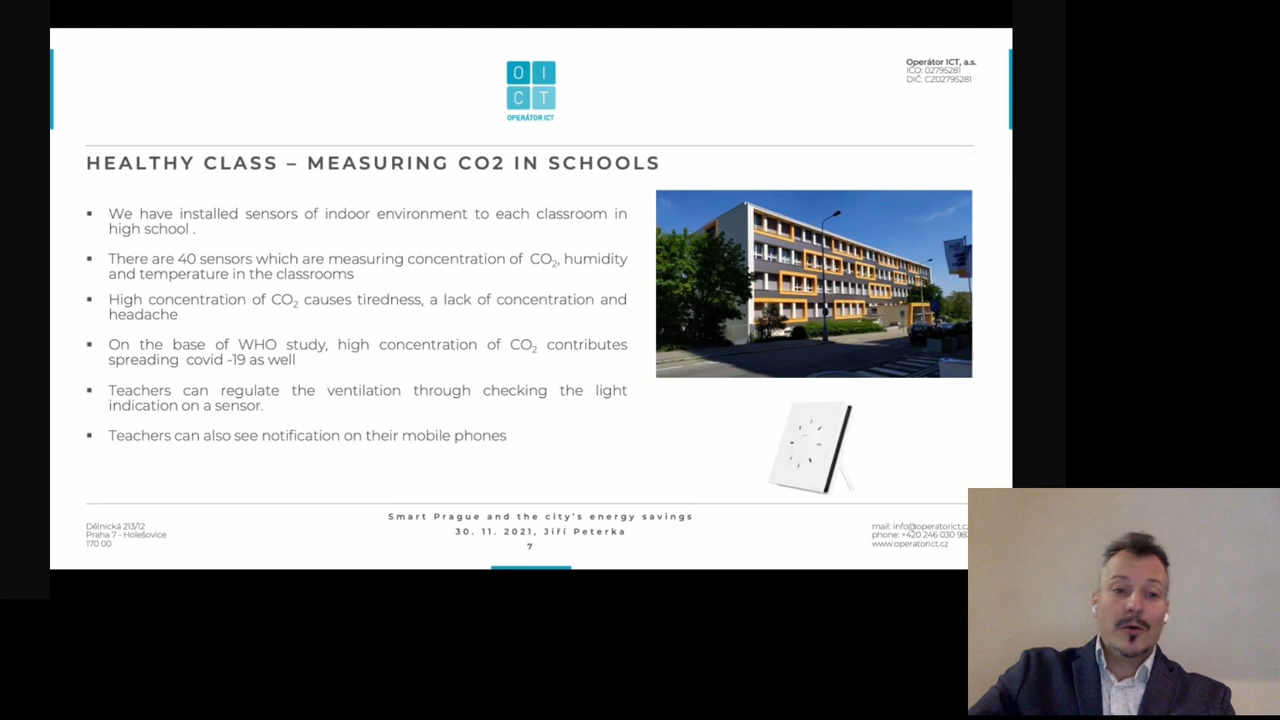 O I
C T
OPERÁTOR ICT
Operátor ICT, a.s.
IČO: 02795281
DIČ: CZ02795281
HEALTHY CLASS – MEASURING CO2 IN SCHOOLS
▪ We have installed sensors of indoor environment to each classroom in
high school .
▪ There are 40 sensors which are measuring concentration of CO₂, humidity
and temperature in the classrooms
▪ High concentration of CO₂ causes tiredness, a lack of concentration and
headache
▪ On the base of WHO study, high concentration of CO₂ contributes
spreading covid -19 as well
▪ Teachers can regulate the ventilation through checking the light
indication on a sensor.
▪ Teachers can also see notification on their mobile phones
Dělnická 213/12
Praha 7 - Holešovice
170 00
Smart Prague and the city's energy savings
30. 11. 2021, Jiří Peterka
7
mail: info@operatorict.cz
phone: +420 246 030 98
www.operatorict.cz